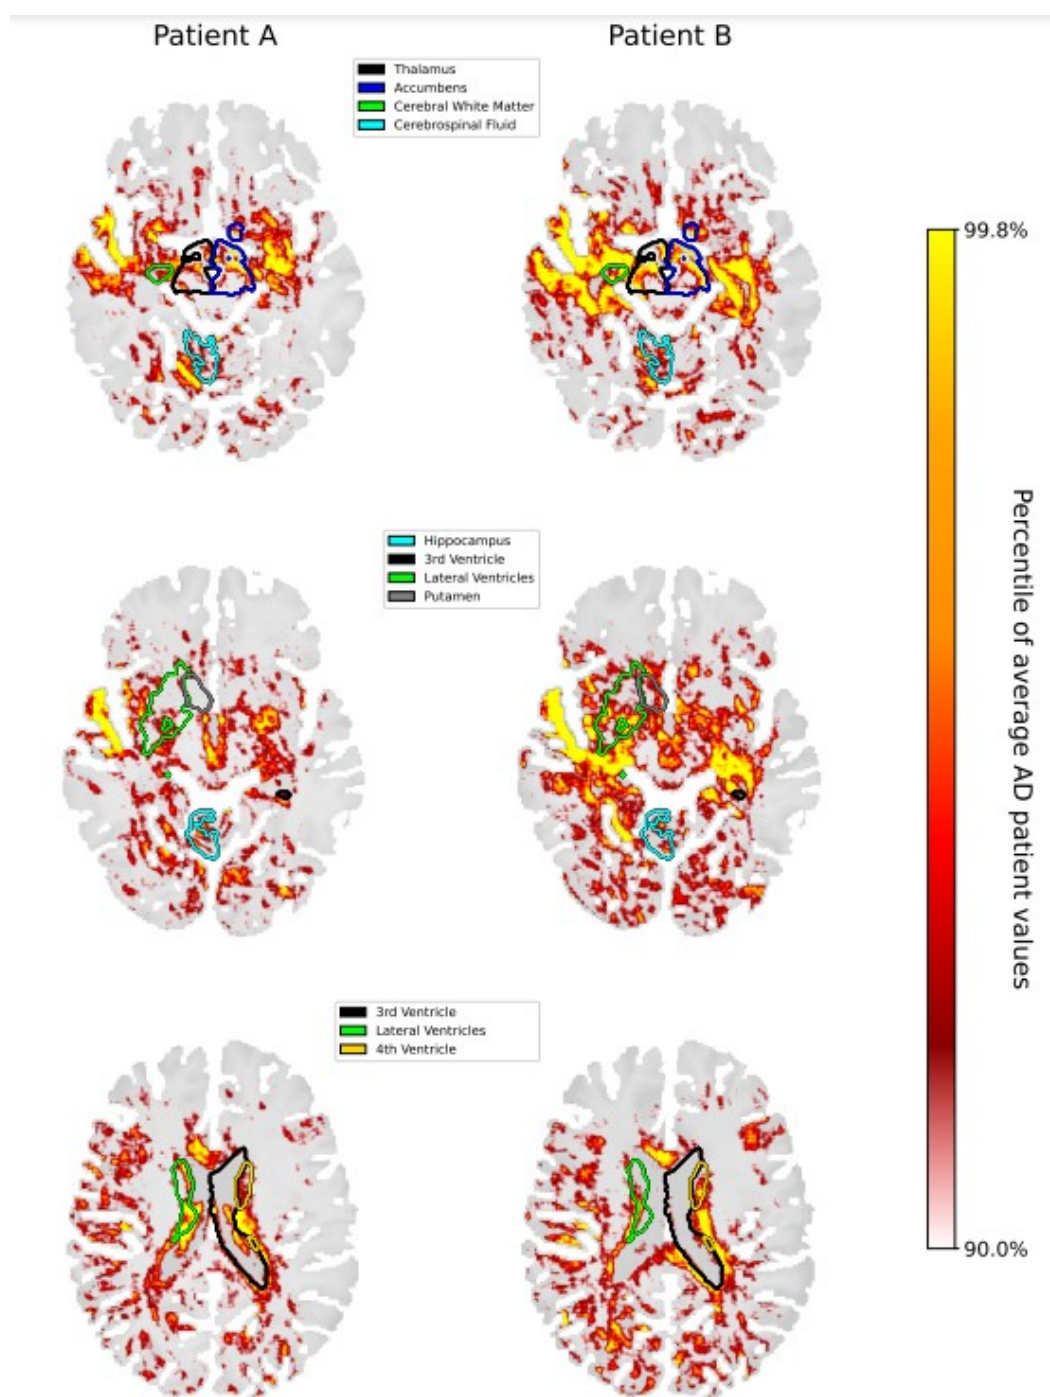 Patient A
Patient B
Thalamus
Accumbens
Cerebral White Matter
Cerebrospinal Fluid
99.8%
Percentile of average AD patient values
Hippocampus
3rd Ventricle
Lateral Ventricles
Putamen
3rd Ventricle
Lateral Ventricles
4th Ventricle
90.0%